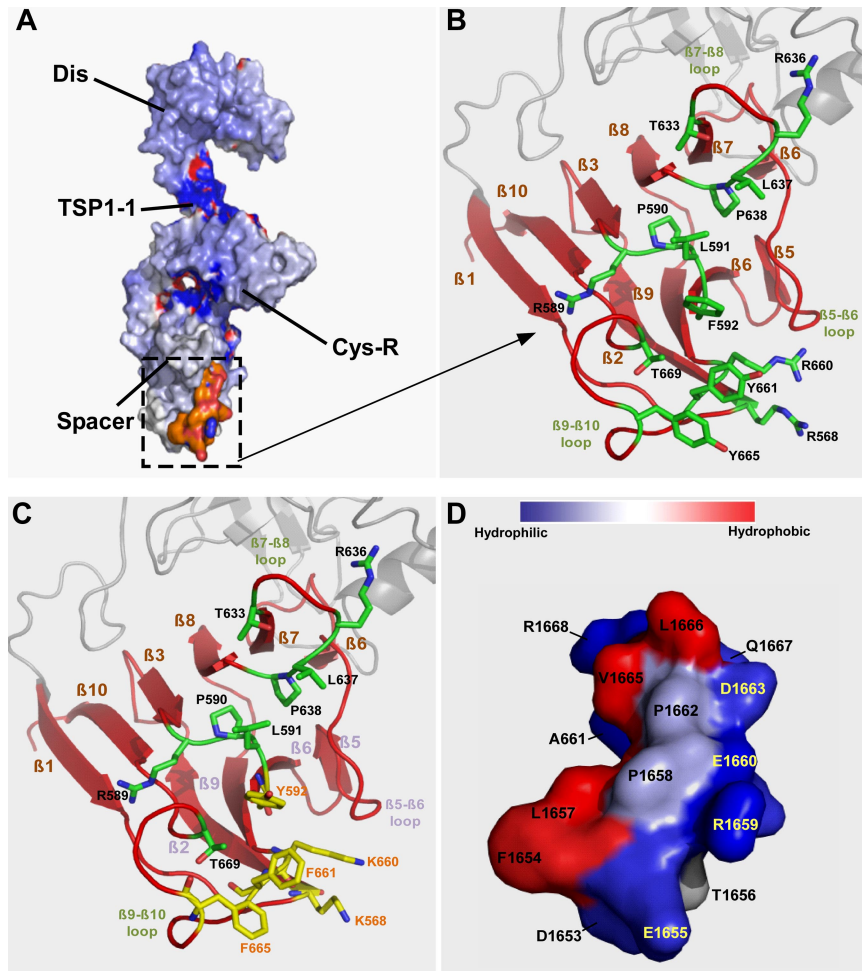 A
Dis
TSP1-1
Cys-R
Spacer
B
ß7-ß8
loop
R636
T633
ß8
ß7
ß6
ß3
L637
ß10
P590
P638
L591
ß1
ß5
ß6
R589
ß9
F592
ß5-ß6
loop
ß2
T669
R660
Y661
ß9-ß10
loop
R568
Y665
C
ß7-ß8
loop
R636
T633
ß8
ß7
ß6
ß3
L637
ß10
P590
P638
L591
ß1
ß6
ß5
ß9
R589
Y592
ß5-ß6
loop
ß2
T669
F661
K660
ß9-ß10
loop
K568
F665
D
Hydrophilic
Hydrophobic
R1668
L1666
Q1667
V1665
D1663
P1662
A661
E1660
P1658
L1657
R1659
F1654
T1656
D1653
E1655